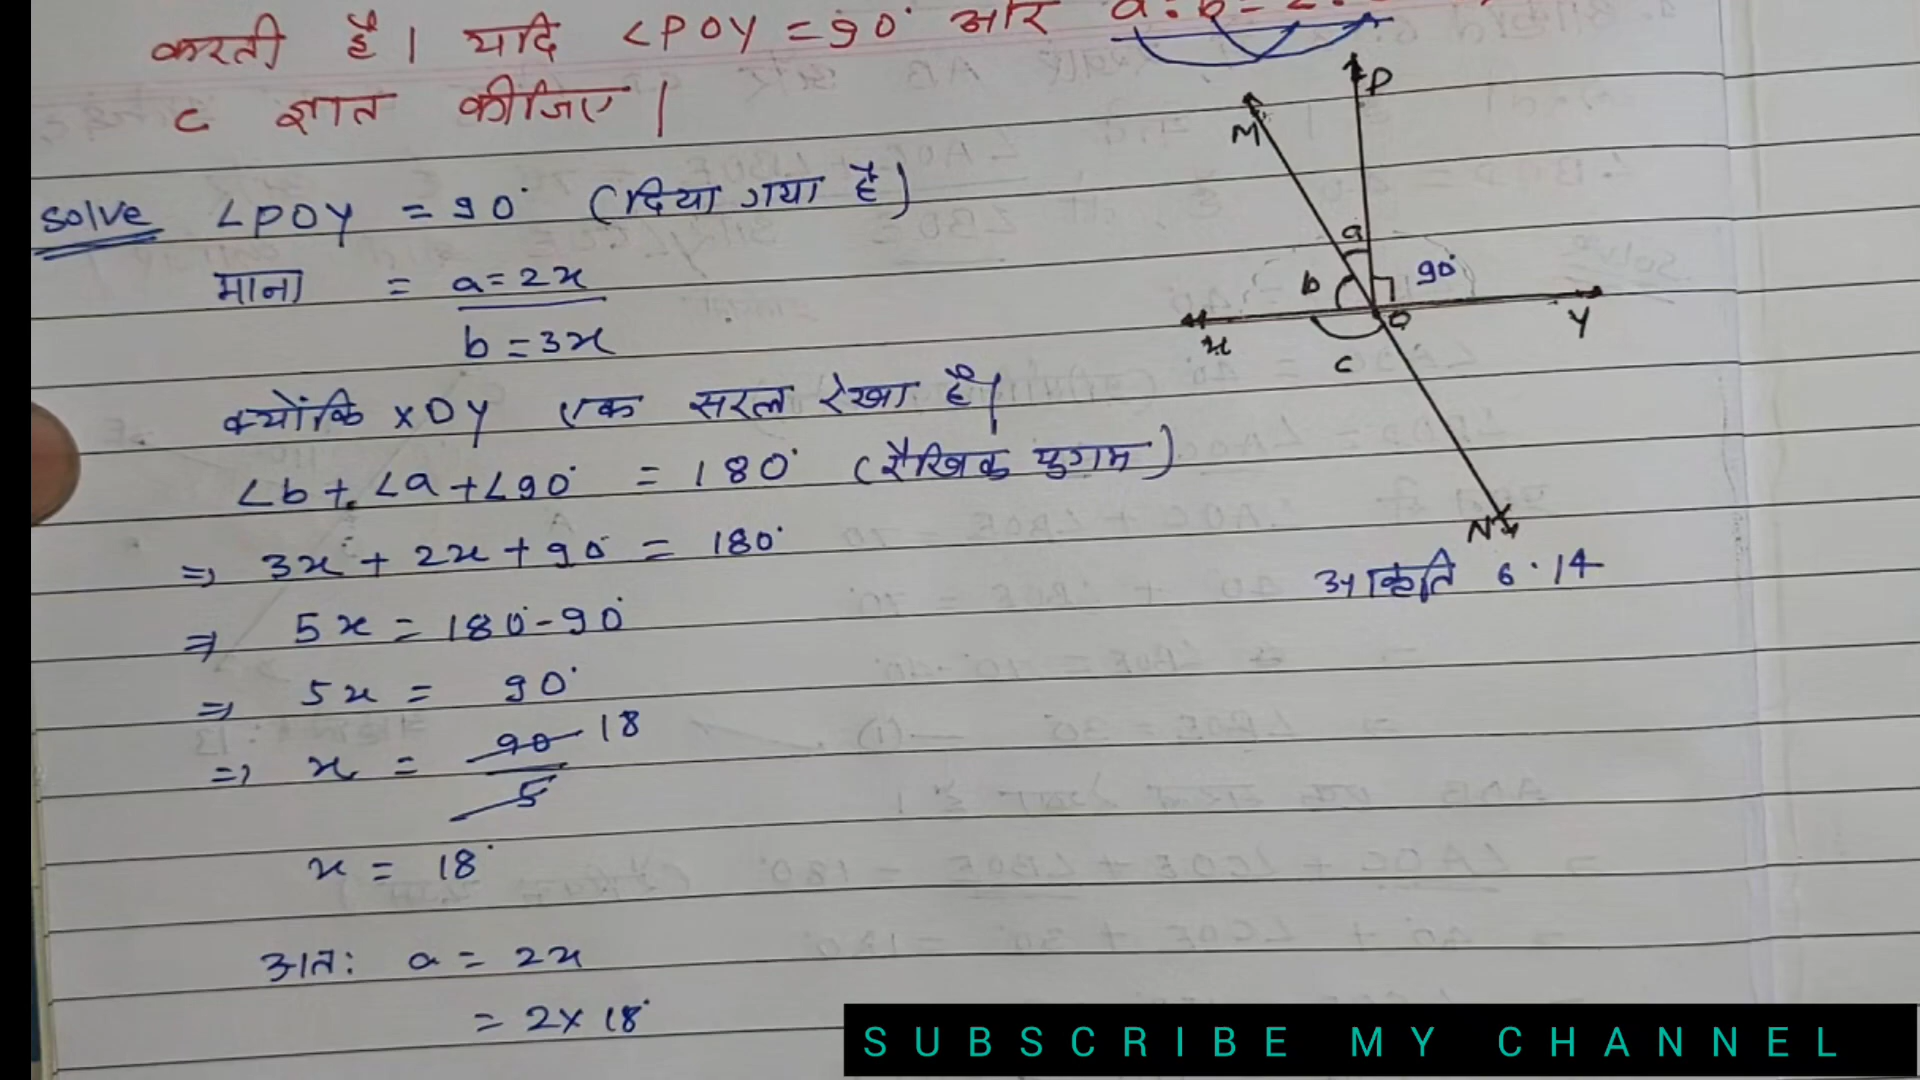 करती है। यदि ∠POY = 90° और a:b = 2:
c ज्ञात कीजिए।
solve ∠POY = 90° (दिया गया है)
माना = a = 2x
b = 3x
क्योंकि XOY एक सरल रेखा है।
∠b + ∠a + ∠90° = 180° (रैखिक युगम)
⇒ 3x + 2x + 90° = 180°
⇒ 5x = 180° - 90°
⇒ 5x = 90°
⇒ x = 90/5 18
x = 18°
अतः a = 2x
= 2 × 18°
P
M
a
b
90°
O
x
Y
c
N
आकृति 6.14
SUBSCRIBE MY CHANNEL